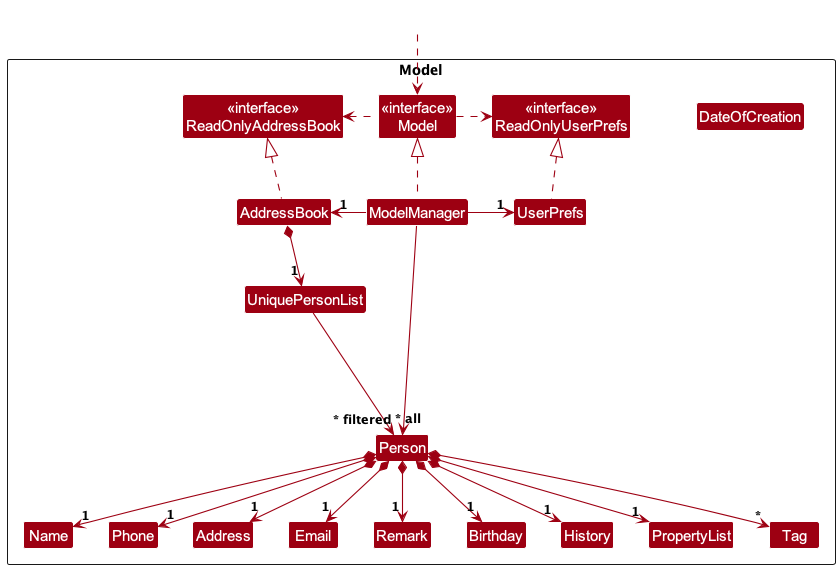 Model
«interface»
ReadOnlyAddressBook
«interface»
Model
«interface»
ReadOnlyUserPrefs
DateOfCreation
AddressBook
1
ModelManager
1
UserPrefs
1
UniquePersonList
* filtered
* all
Person
1
1
1
1
1
1
1
1
*
Name
Phone
Address
Email
Remark
Birthday
History
PropertyList
Tag